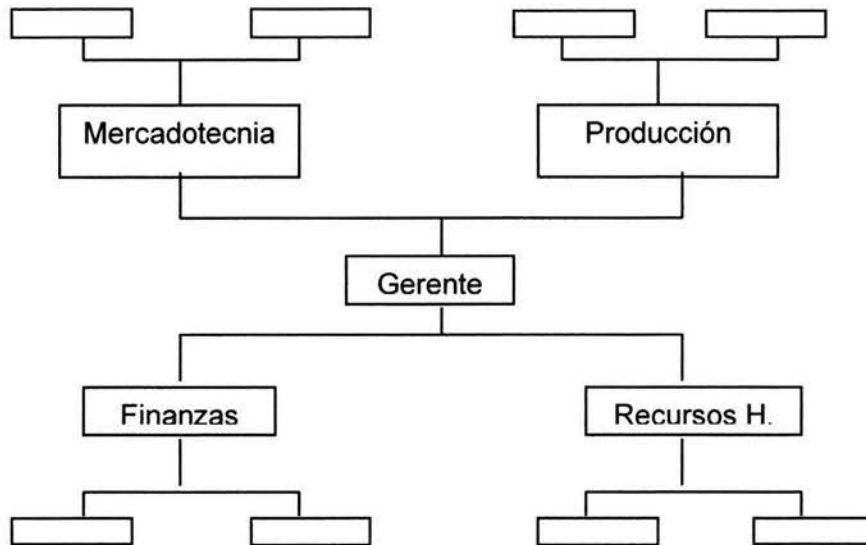 Mercadotecnia
Producción
Gerente
Finanzas
Recursos H.